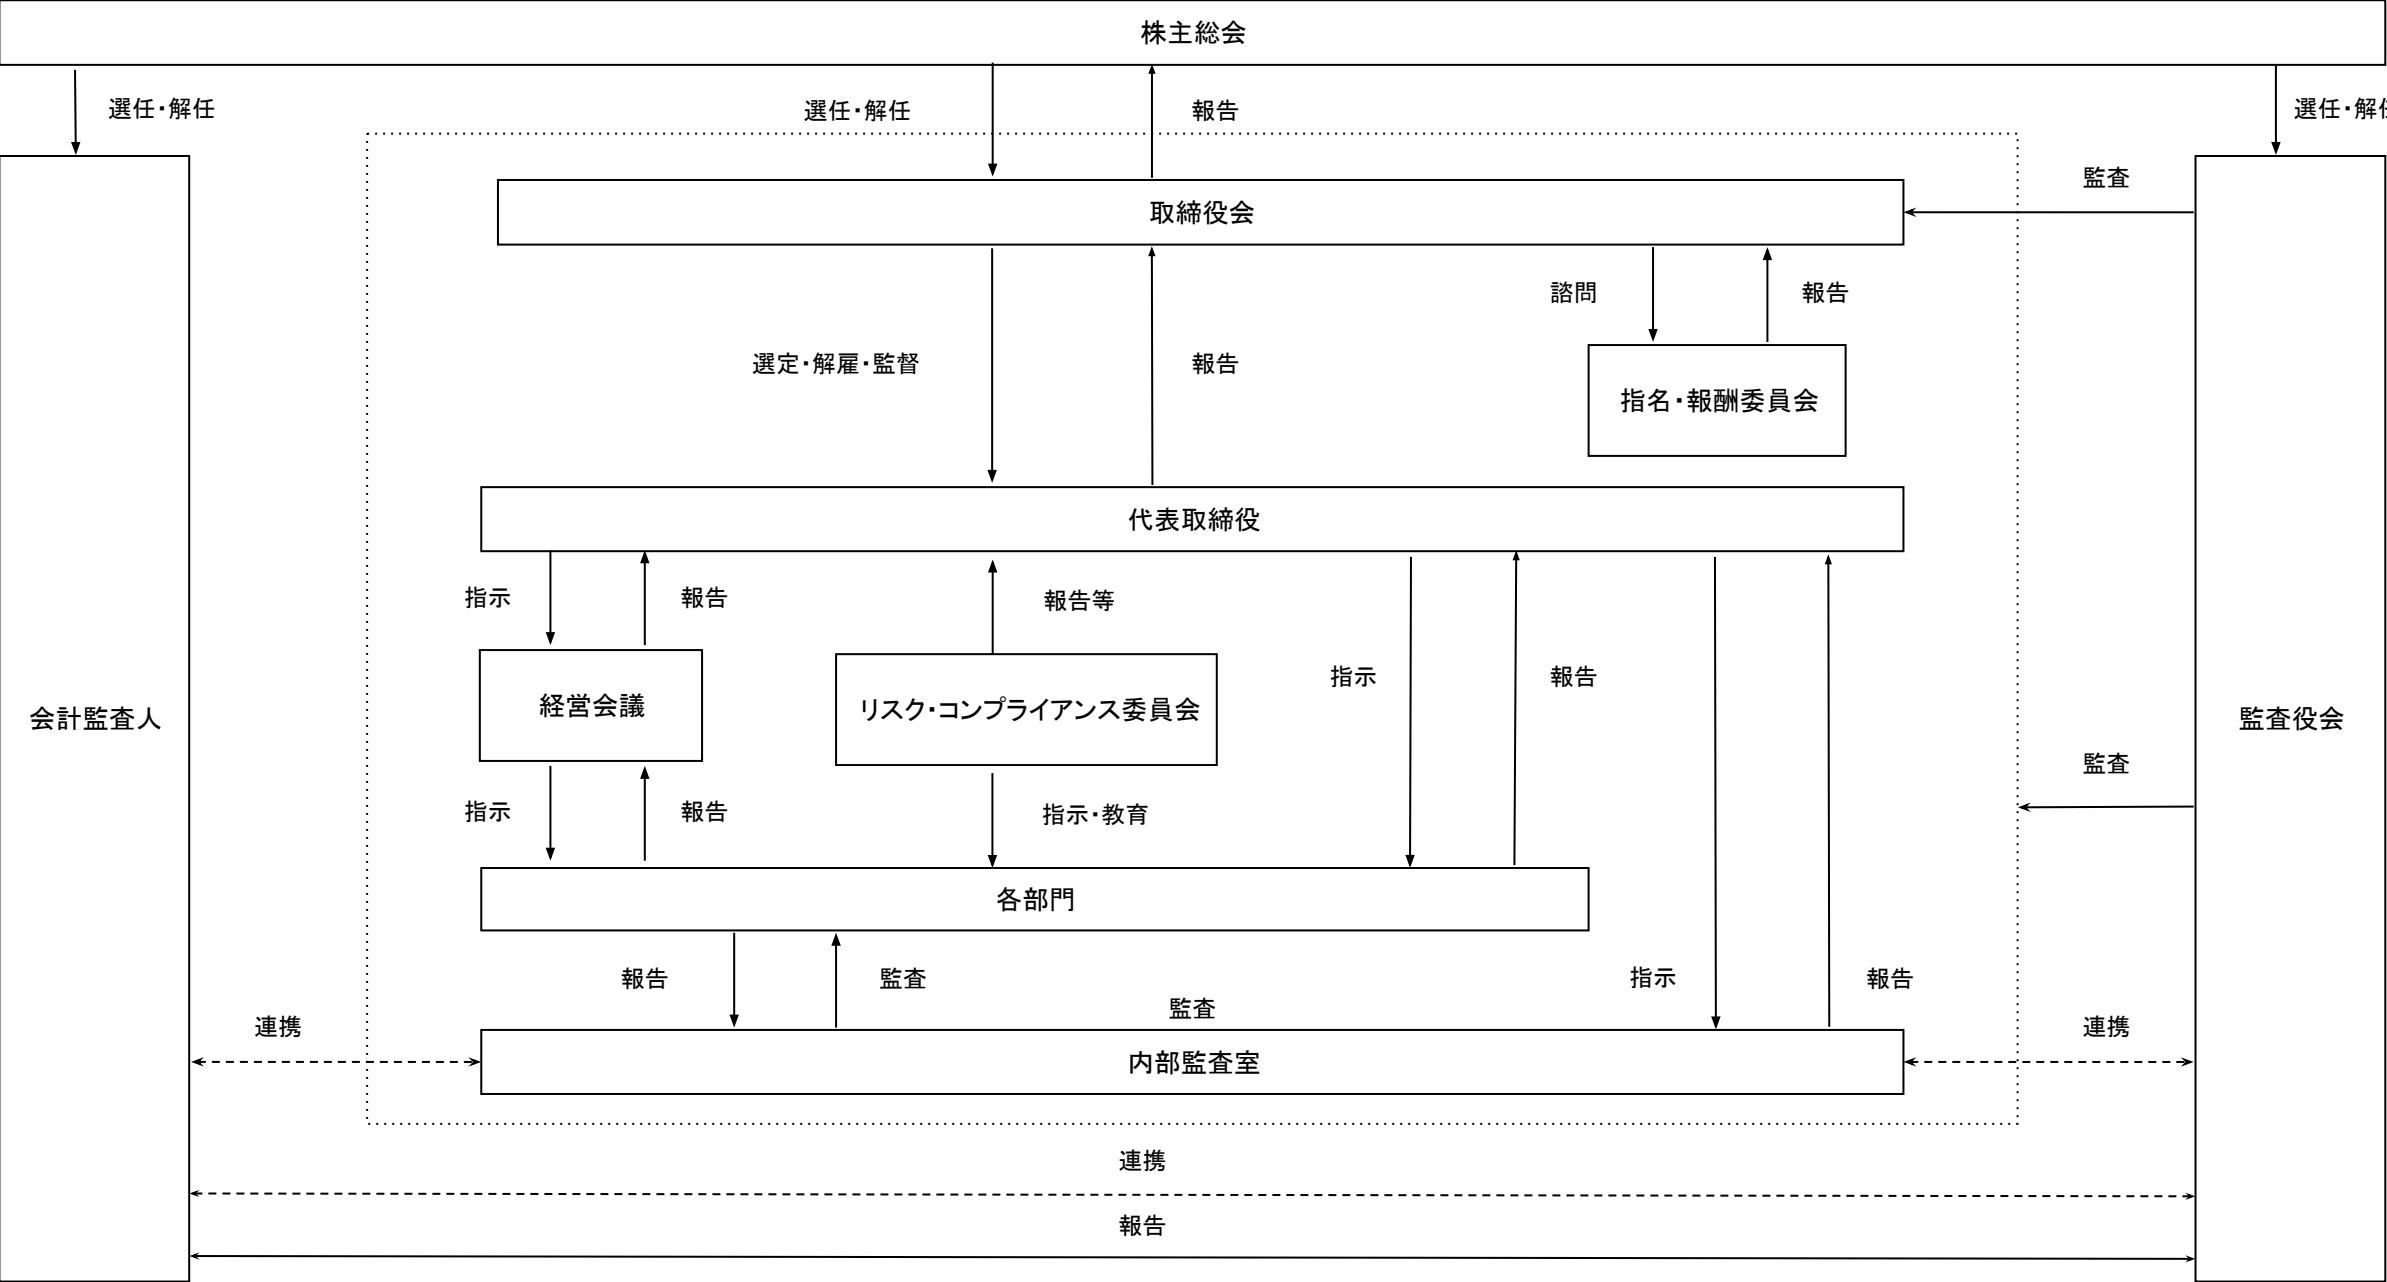 株主総会
選任・解任
選任・解任
報告
選任・解任
監査
取締役会
諮問
報告
選定・解雇・監督
報告
指名・報酬委員会
代表取締役
指示
報告
報告等
指示
報告
経営会議
リスク・コンプライアンス委員会
会計監査人
監査役会
監査
指示
報告
指示・教育
各部門
報告
監査
指示
報告
監査
連携
連携
内部監査室
連携
報告